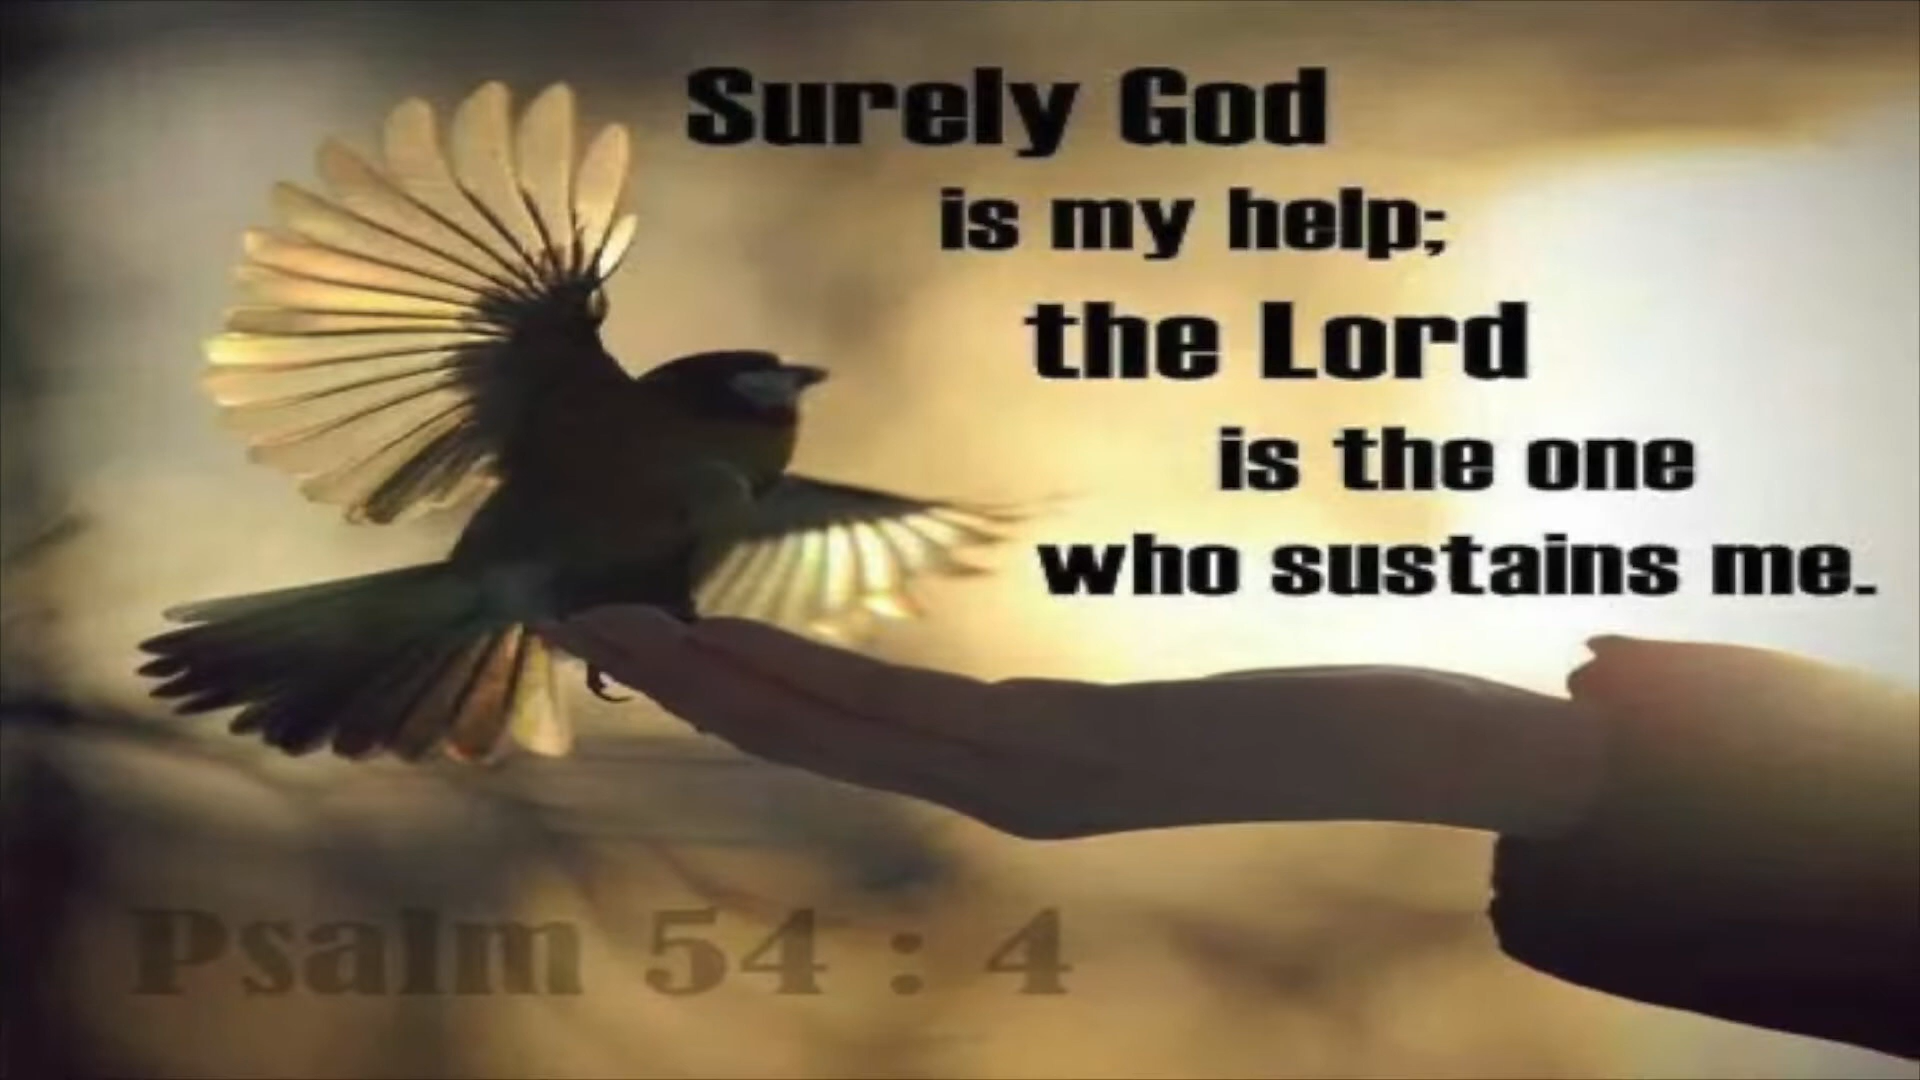 Surely God
is my help;
the Lord
is the one
who sustains me.
Psalm 54 : 4